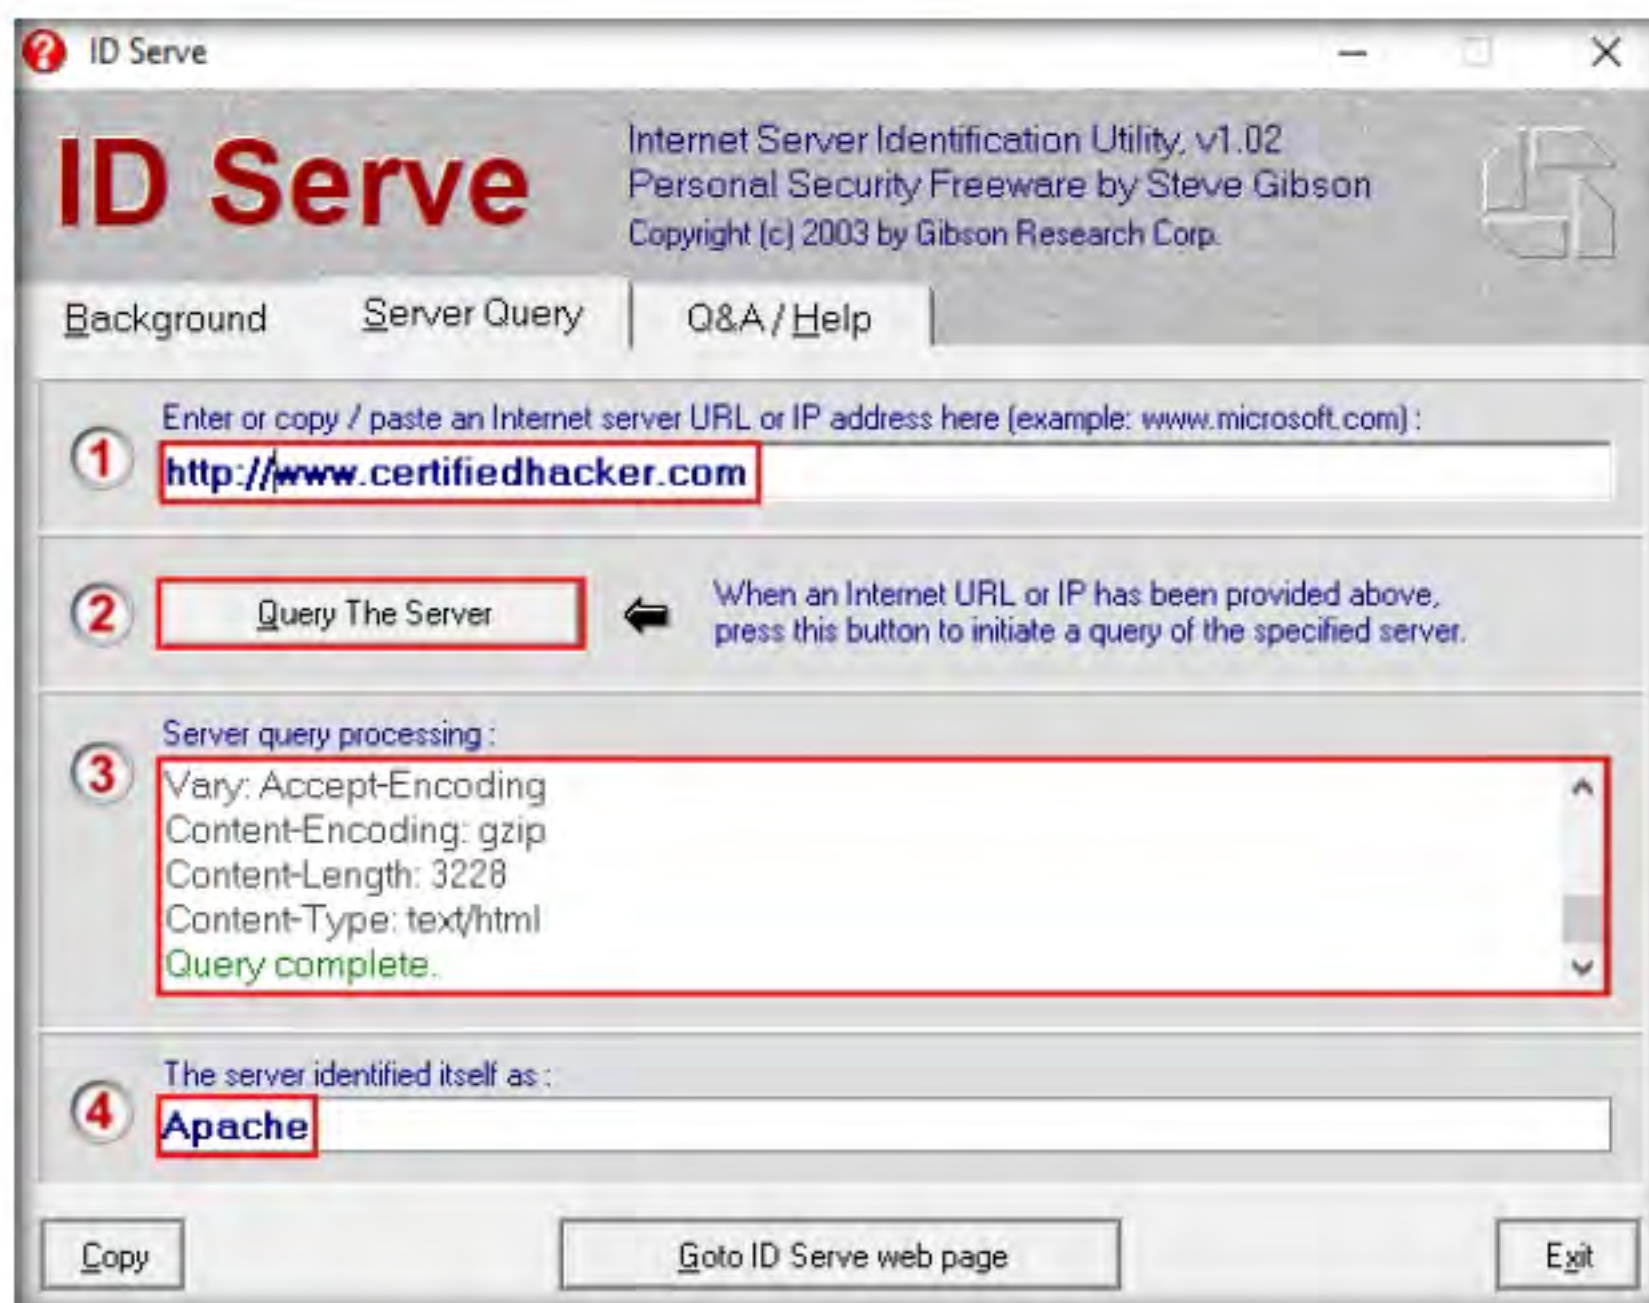 ID Serve
ID Serve
Internet Server Identification Utility, v1.02
Personal Security Freeware by Steve Gibson
Copyright (c) 2003 by Gibson Research Corp.
Background
Server Query
Q&A / Help
1
Enter or copy / paste an Internet server URL or IP address here (example: www.microsoft.com) :
http://www.certifiedhacker.com
2
Query The Server
When an Internet URL or IP has been provided above,
press this button to initiate a query of the specified server.
3
Server query processing :
Vary: Accept-Encoding
Content-Encoding: gzip
Content-Length: 3228
Content-Type: text/html
Query complete.
4
The server identified itself as :
Apache
Copy
Goto ID Serve web page
Exit